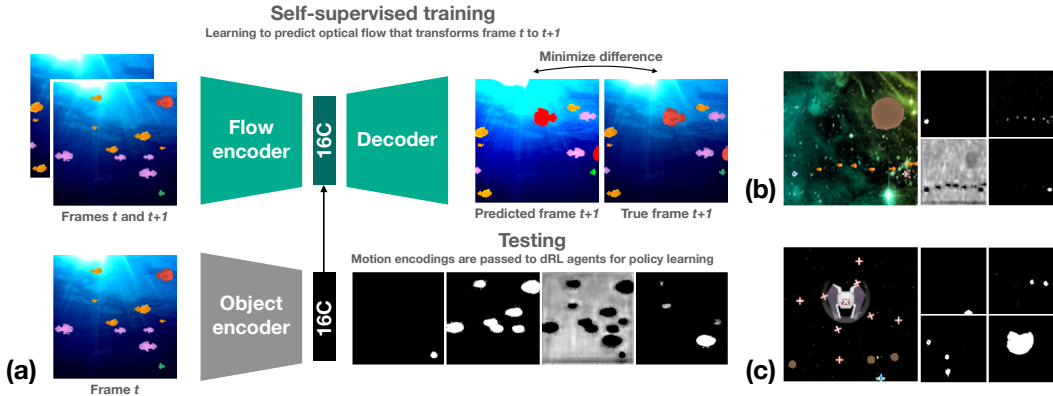 Self-supervised training
Learning to predict optical flow that transforms frame t to t+1
Minimize difference
Flow
encoder
16C
Decoder
Frames t and t+1
Predicted frame t+1
True frame t+1
Testing
Motion encodings are passed to dRL agents for policy learning
Object
encoder
16C
(a)
Frame t
(b)
(c)